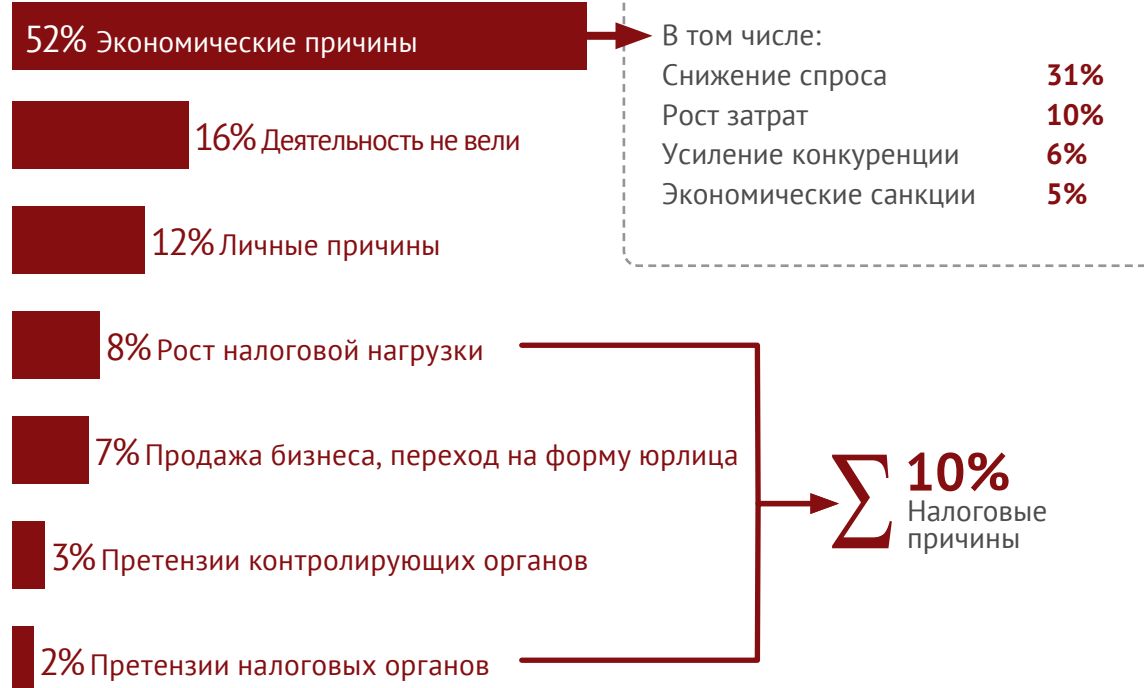 52% Экономические причины
В том числе:
Снижение спроса 31%
Рост затрат 10%
Усиление конкуренции 6%
Экономические санкции 5%
16% Деятельность не вели
12% Личные причины
8% Рост налоговой нагрузки
7% Продажа бизнеса, переход на форму юрлица
3% Претензии контролирующих органов
2% Претензии налоговых органов
∑ 10%
Налоговые
причины